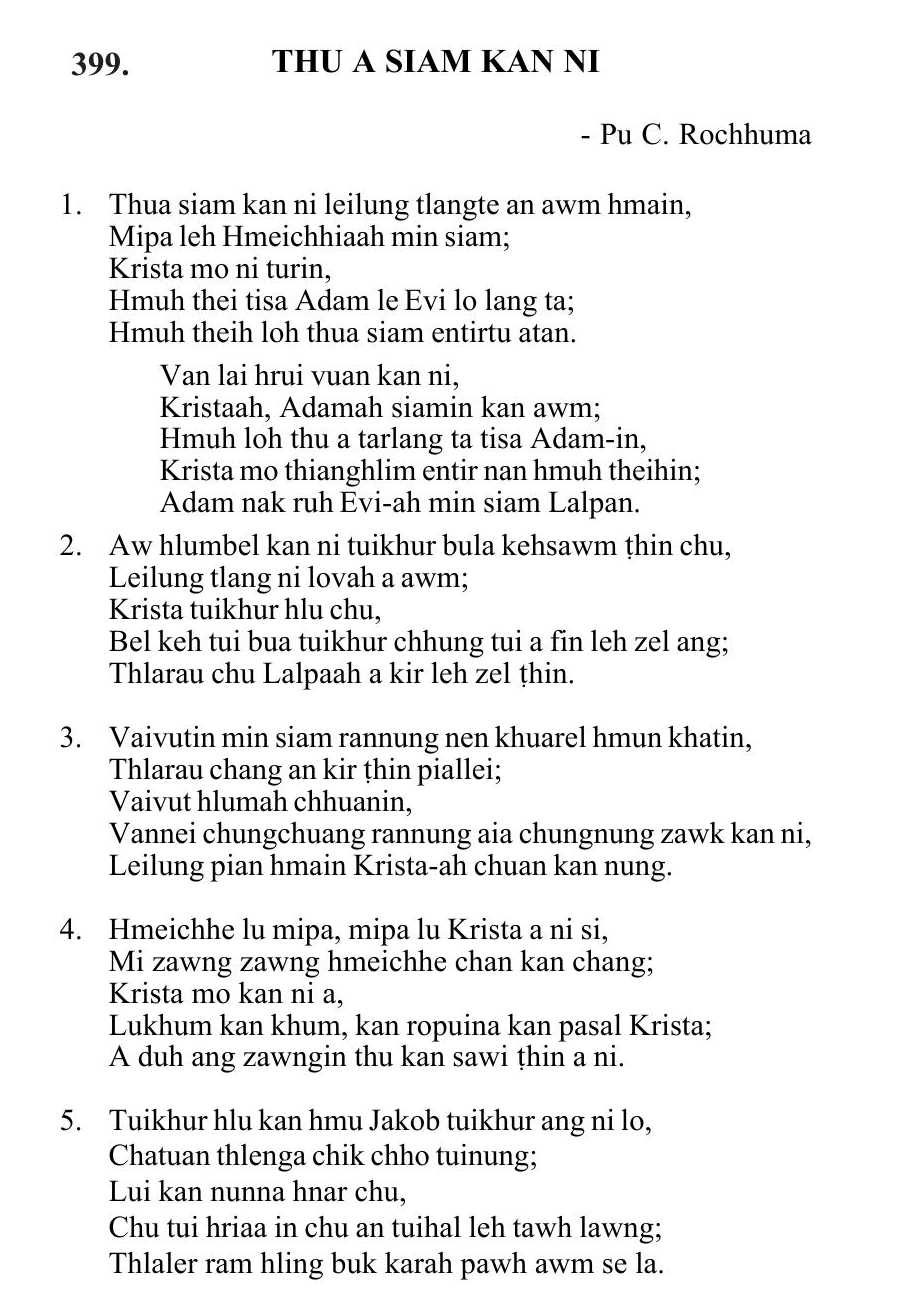 399. THU A SIAM KAN NI
- Pu C. Rochhuma
1. Thua siam kan ni leilung tlangte an awm hmain,
Mipa leh Hmeichhiaah min siam;
Krista mo ni turin,
Hmuh thei tisa Adam le Evi lo lang ta;
Hmuh theih loh thua siam entirtu atan.
Van lai hrui vuan kan ni,
Kristaah, Adamah siamin kan awm;
Hmuh loh thu a tarlang ta tisa Adam-in,
Krista mo thianghlim entir nan hmuh theihin;
Adam nak ruh Evi-ah min siam Lalpan.
2. Aw hlumbel kan ni tuikhur bula kehsawm ṭhin chu,
Leilung tlang ni lovah a awm;
Krista tuikhur hlu chu,
Bel keh tui bua tuikhur chhung tui a fin leh zel ang;
Thlarau chu Lalpaah a kir leh zel ṭhin.
3. Vaivutin min siam rannung nen khuarel hmun khatin,
Thlarau chang an kir ṭhin piallei;
Vaivut hlumah chhuanin,
Vannei chungchuang rannung aia chungnung zawk kan ni,
Leilung pian hmain Krista-ah chuan kan nung.
4. Hmeichhe lu mipa, mipa lu Krista a ni si,
Mi zawng zawng hmeichhe chan kan chang;
Krista mo kan ni a,
Lukhum kan khum, kan ropuina kan pasal Krista;
A duh ang zawngin thu kan sawi ṭhin a ni.
5. Tuikhur hlu kan hmu Jakob tuikhur ang ni lo,
Chatuan thlenga chik chho tuinung;
Lui kan nunna hnar chu,
Chu tui hriaa in chu an tuihal leh tawh lawng;
Thlaler ram hling buk karah pawh awm se la.